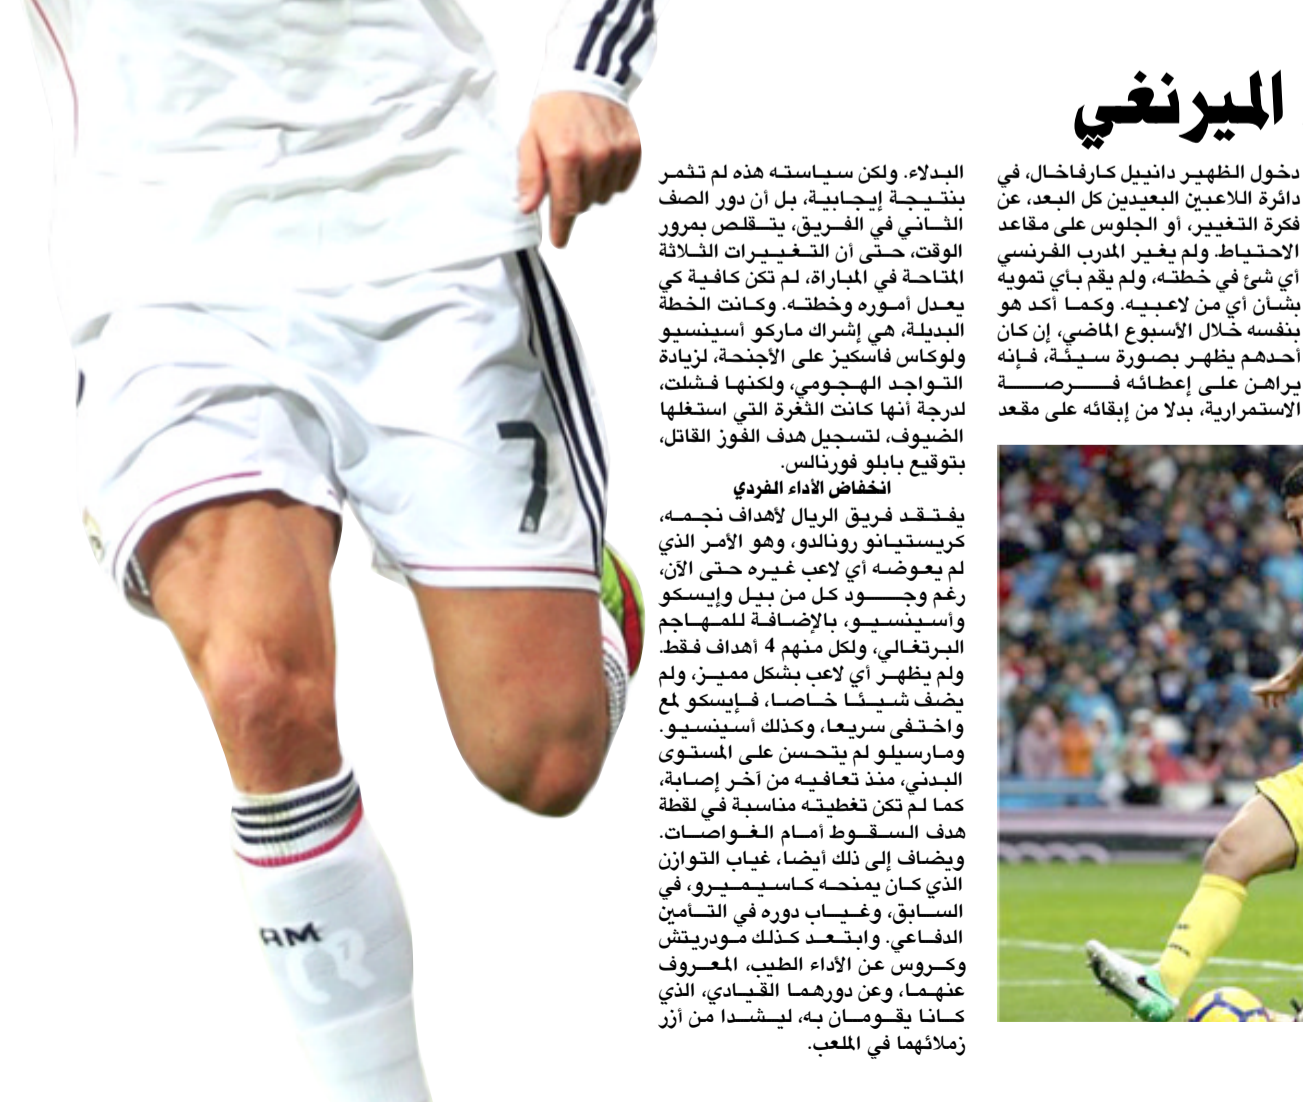 الميرنغي
دخول الظهير دانييل كارفاخال، في
دائرة اللاعبين البعيدين كل البعد، عن
فكرة التغيير، أو الجلوس على مقاعد
الاحتياط. ولم يغير المدرب الفرنسي
أي شئ في خطته، ولم يقم بأي تمويه
بشأن أي من لاعبيه. وكما أكد هو
بنفسه خلال الأسبوع الماضي، إن كان
أحدهم يظهر بصورة سيئة، فإنه
يراهن على إعطائه فرصة
الاستمرارية، بدلا من إبقائه على مقعد
البدلاء. ولكن سياسته هذه لم تثمر
بنتيجة إيجابية، بل أن دور الصف
الثاني في الفريق، يتقلص بمرور
الوقت، حتى أن التغييرات الثلاثة
المتاحة في المباراة، لم تكن كافية كي
يعدل أموره وخطته. وكانت الخطة
البديلة، هي إشراك ماركو أسينسيو
ولوكاس فاسكيز على الأجنحة، لزيادة
التواجد الهجومي، ولكنها فشلت،
لدرجة أنها كانت الثغرة التي استغلها
الضيوف، لتسجيل هدف الفوز القاتل،
بتوقيع بابلو فورنالس.
انخفاض الأداء الفردي
يفتقد فريق الريال لأهداف نجمه،
كريستيانو رونالدو، وهو الأمر الذي
لم يعوضه أي لاعب غيره حتى الآن،
رغم وجود كل من بيل وإيسكو
وأسينسيو، بالإضافة للمهاجم
البرتغالي، ولكل منهم 4 أهداف فقط.
ولم يظهر أي لاعب بشكل مميز، ولم
يضف شيئا خاصا، فإيسكو لمع
واختفى سريعا، وكذلك أسينسيو.
ومارسيلو لم يتحسن على المستوى
البدني، منذ تعافيه من آخر إصابة،
كما لم تكن تغطيته مناسبة في لقطة
هدف السقوط أمام الغواصات.
ويضاف إلى ذلك أيضا، غياب التوازن
الذي كان يمنحه كاسيميرو، في
السابق، وغياب دوره في التأمين
الدفاعي. وابتعد كذلك مودريتش
وكروس عن الأداء الطيب، المعروف
عنهما، وعن دورهما القيادي، الذي
كانا يقومان به، ليشدا من أزر
زملائهما في الملعب.
7